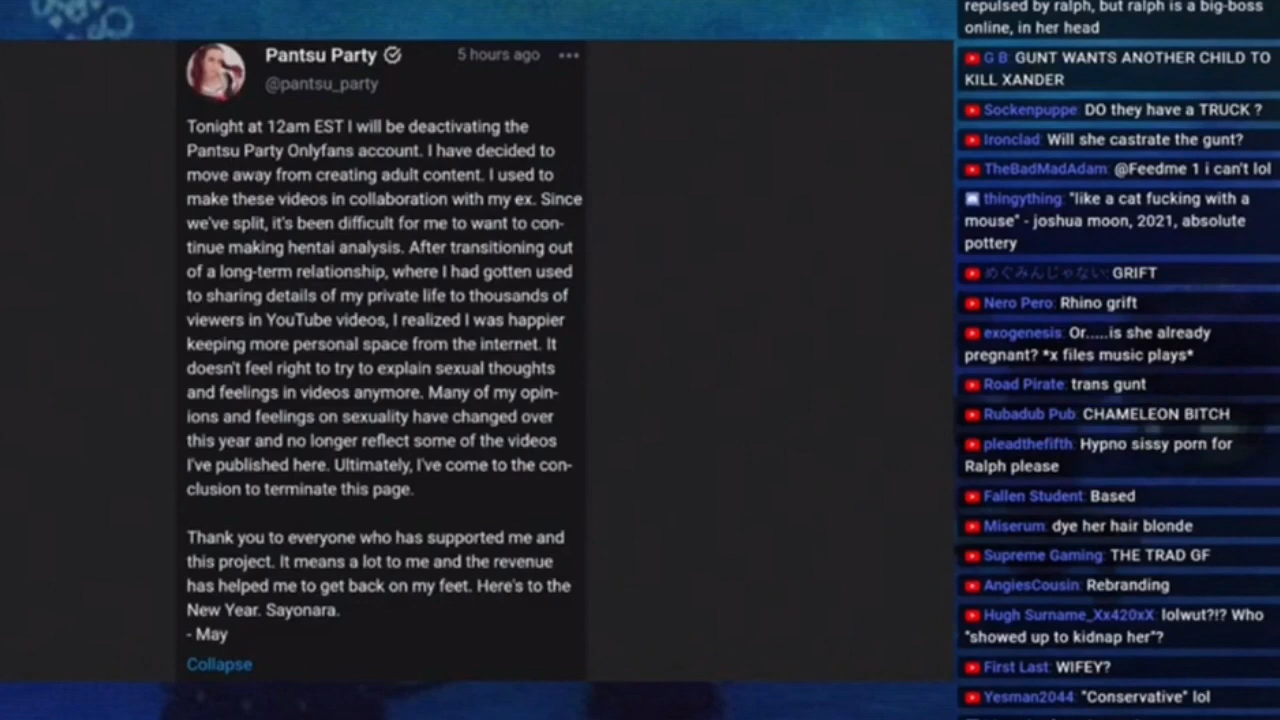 Pantsu Party
5 hours ago
@pantsu_party
Tonight at 12am EST I will be deactivating the
Pantsu Party Onlyfans account. I have decided to
move away from creating adult content. I used to
make these videos in collaboration with my ex. Since
we've split, it's been difficult for me to want to con-
tinue making hentai analysis. After transitioning out
of a long-term relationship, where I had gotten used
to sharing details of my private life to thousands of
viewers in YouTube videos, I realized I was happier
keeping more personal space from the internet. It
doesn't feel right to try to explain sexual thoughts
and feelings in videos anymore. Many of my opin-
ions and feelings on sexuality have changed over
this year and no longer reflect some of the videos
I've published here. Ultimately, I've come to the con-
clusion to terminate this page.
Thank you to everyone who has supported me and
this project. It means a lot to me and the revenue
has helped me to get back on my feet. Here's to the
New Year. Sayonara.
- May
Collapse
repulsed by ralph, but ralph is a big-boss
online, in her head
G B: GUNT WANTS ANOTHER CHILD TO
KILL XANDER
Sockenpuppe: DO they have a TRUCK ?
Ironclad: Will she castrate the gunt?
TheBadMadAdam: @Feedme 1 i can't lol
thingything: "like a cat fucking with a
mouse" - joshua moon, 2021, absolute
pottery
めぐみんじゃない: GRIFT
Nero Pero: Rhino grift
exogenesis: Or.....is she already
pregnant? *x files music plays*
Road Pirate: trans gunt
Rubadub Pub: CHAMELEON BITCH
pleadthefifth: Hypno sissy porn for
Ralph please
Fallen Student: Based
Miserum: dye her hair blonde
Supreme Gaming: THE TRAD GF
AngiesCousin: Rebranding
Hugh Surname_Xx420xX: lolwut?!? Who
"showed up to kidnap her"?
First Last: WIFEY?
Yesman2044: "Conservative" lol